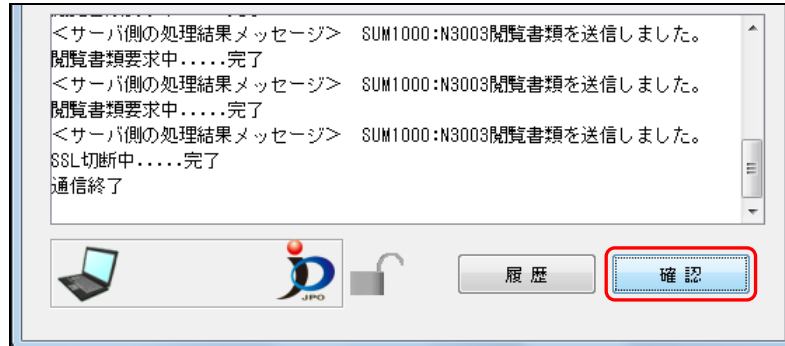 <サーバ側の処理結果メッセージ>　SUM1000:N3003閲覧書類を送信しました。
閲覧書類要求中.....完了
<サーバ側の処理結果メッセージ>　SUM1000:N3003閲覧書類を送信しました。
閲覧書類要求中.....完了
<サーバ側の処理結果メッセージ>　SUM1000:N3003閲覧書類を送信しました。
SSL切断中.....完了
通信終了
JPO
履 歴
確 認